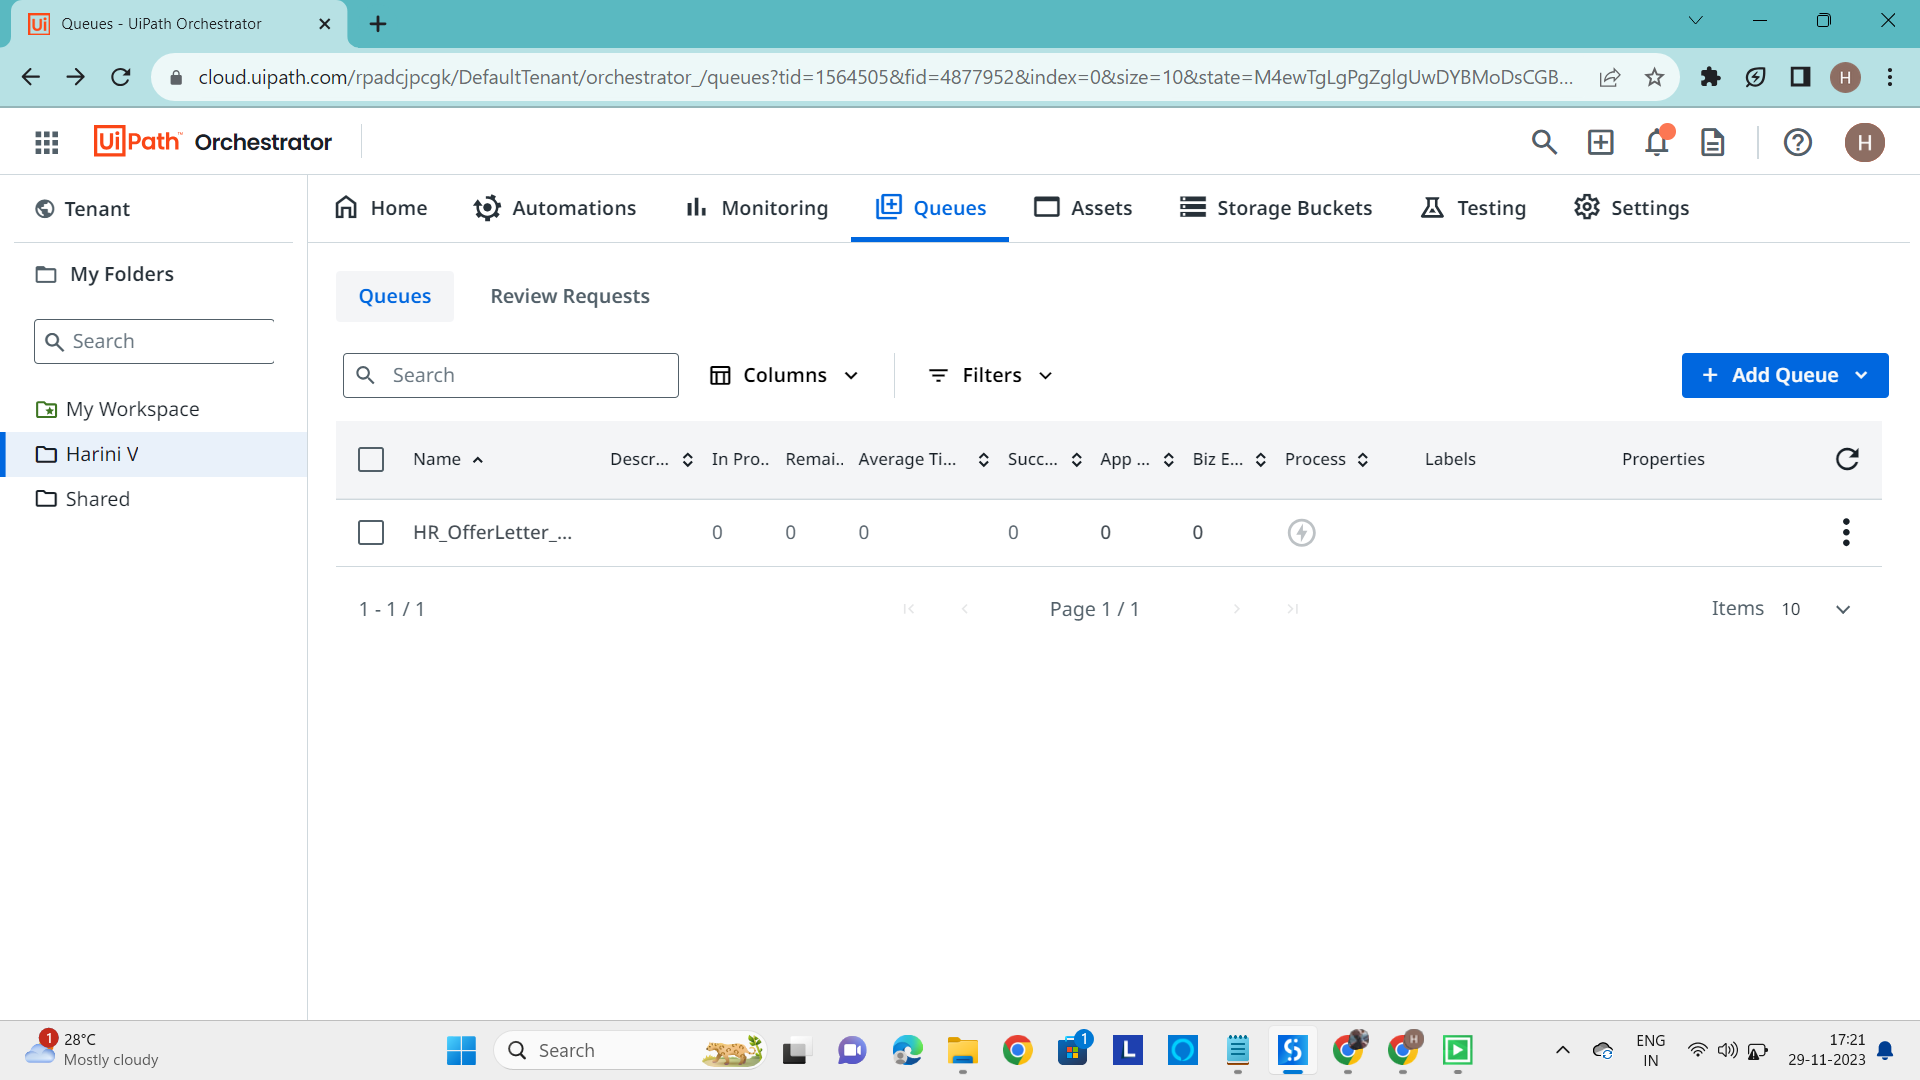 Queues - UiPath Orchestrator
cloud.uipath.com/rpadcjpcgk/DefaultTenant/orchestrator_/queues?tid=1564505&fid=4877952&index=0&size=10&state=M4ewTgLgPgZglgUwDYBMoDsCGB...
H
UiPath™ Orchestrator
H
Tenant
Home
Automations
Monitoring
Queues
Assets
Storage Buckets
Testing
Settings
My Folders
Search
My Workspace
Harini V
Shared
Queues
Review Requests
Search
Columns
Filters
+ Add Queue
Name Descr... In Pro.. Remai.. Average Ti... Succ... App ... Biz E... Process Labels Properties
HR_OfferLetter_... 0 0 0 0 0 0
1 - 1 / 1
Page 1 / 1
Items 10
1
28°C
Mostly cloudy
Search
1
L
H
ENG
IN
17:21
29-11-2023